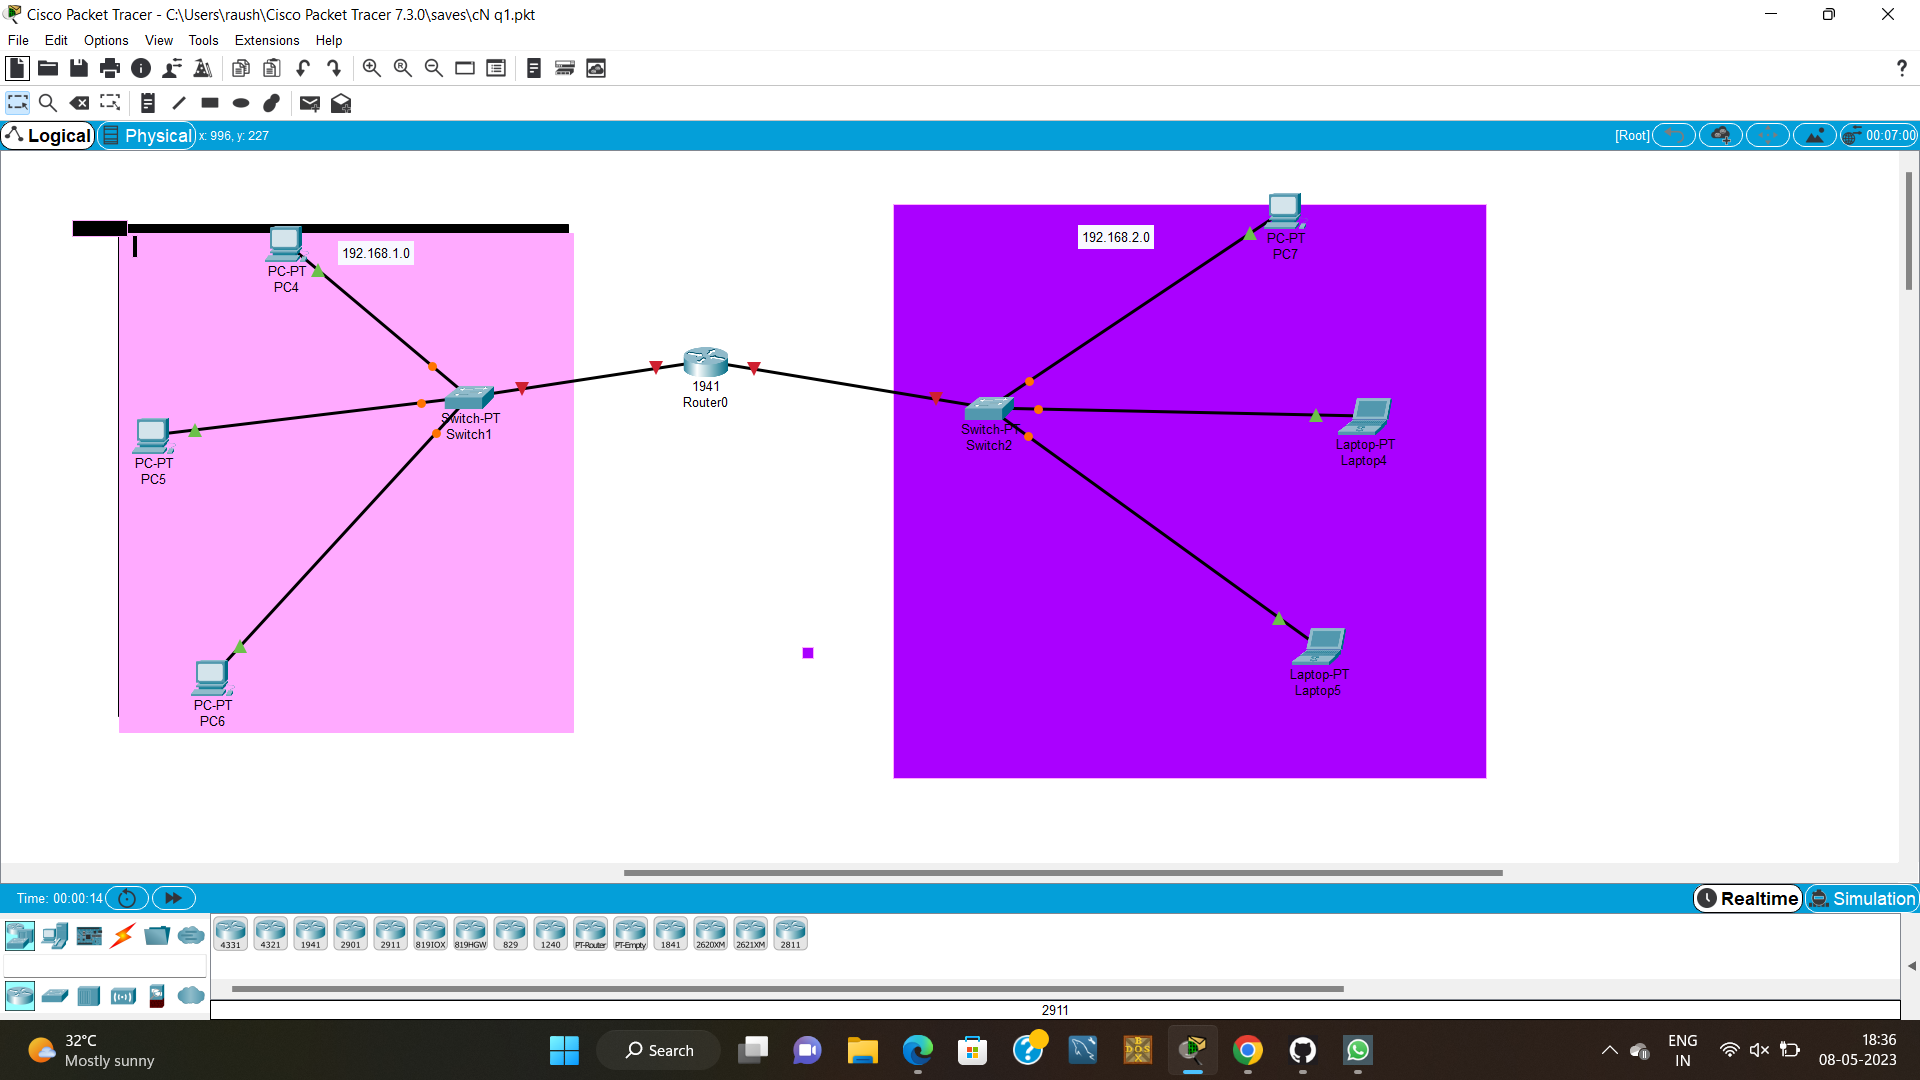 Cisco Packet Tracer - C:\Users\raush\Cisco Packet Tracer 7.3.0\saves\cN q1.pkt
File Edit Options View Tools Extensions Help
Logical Physical x: 996, y: 227 [Root] 00:07:00
192.168.1.0
PC-PT
PC4
PC-PT
PC5
PC-PT
PC6
Switch-PT
Switch1
1941
Router0
192.168.2.0
PC-PT
PC7
Switch-PT
Switch2
Laptop-PT
Laptop4
Laptop-PT
Laptop5
Time: 00:00:14 Realtime Simulation
4331 4321 1941 2901 2911 819IOX 819HGW 829 1240 PT-Router PT-Empty 1841 2620XM 2621XM 2811
2911
32°C
Mostly sunny
Search
ENG
IN
18:36
08-05-2023